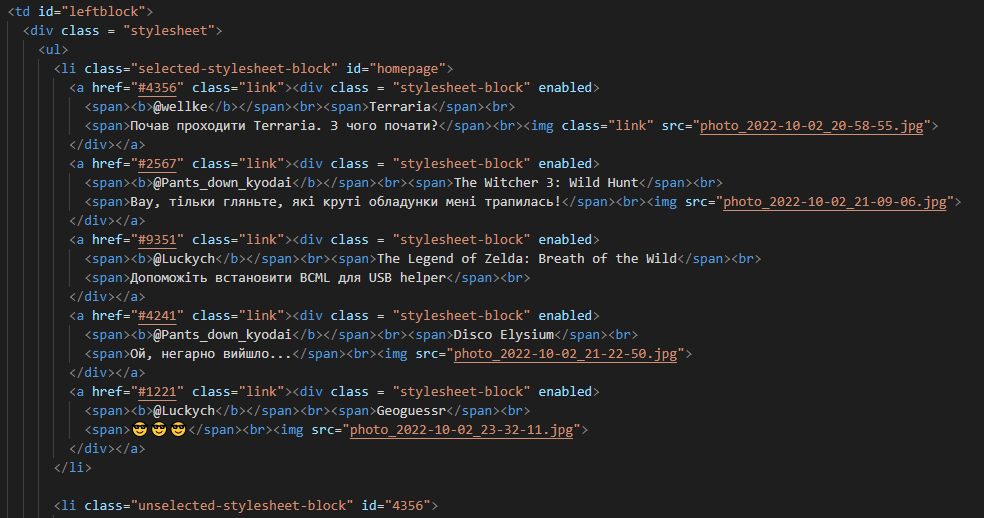 <td id="leftblock">
<div class = "stylesheet">
<ul>
<li class="selected-stylesheet-block" id="homepage">
<a href="#4356" class="link"><div class = "stylesheet-block" enabled>
<span><b>@wellke</b></span><br><span>Terraria</span><br>
<span>Почав проходити Terraria. З чого почати?</span><br><img class="link" src="photo_2022-10-02_20-58-55.jpg">
</div></a>
<a href="#2567" class="link"><div class = "stylesheet-block" enabled>
<span><b>@Pants_down_kyodai</b></span><br><span>The Witcher 3: Wild Hunt</span><br>
<span>Вау, тільки гляньте, які круті обладунки мені трапилась!</span><br><img src="photo_2022-10-02_21-09-06.jpg">
</div></a>
<a href="#9351" class="link"><div class = "stylesheet-block" enabled>
<span><b>@Luckych</b></span><br><span>The Legend of Zelda: Breath of the Wild</span><br>
<span>Допоможіть встановити BCML для USB helper</span><br>
</div></a>
<a href="#4241" class="link"><div class = "stylesheet-block" enabled>
<span><b>@Pants_down_kyodai</b></span><br><span>Disco Elysium</span><br>
<span>Ой, негарно вийшло...</span><br><img src="photo_2022-10-02_21-22-50.jpg">
</div></a>
<a href="#1221" class="link"><div class = "stylesheet-block" enabled>
<span><b>@Luckych</b></span><br><span>Geoguessr</span><br>
<span>😎😎😎</span><br><img src="photo_2022-10-02_23-32-11.jpg">
</div></a>
</li>
<li class="unselected-stylesheet-block" id="4356">